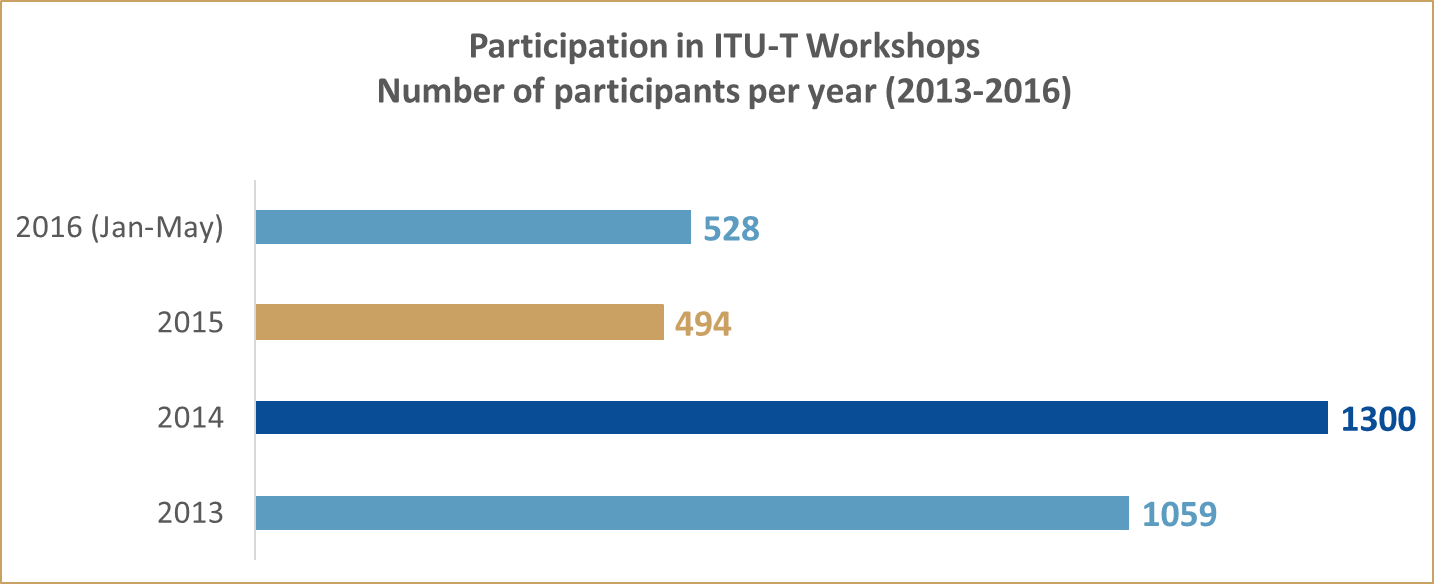 Participation in ITU-T Workshops
Number of participants per year (2013-2016)
2016 (Jan-May) 528
2015 494
2014 1300
2013 1059